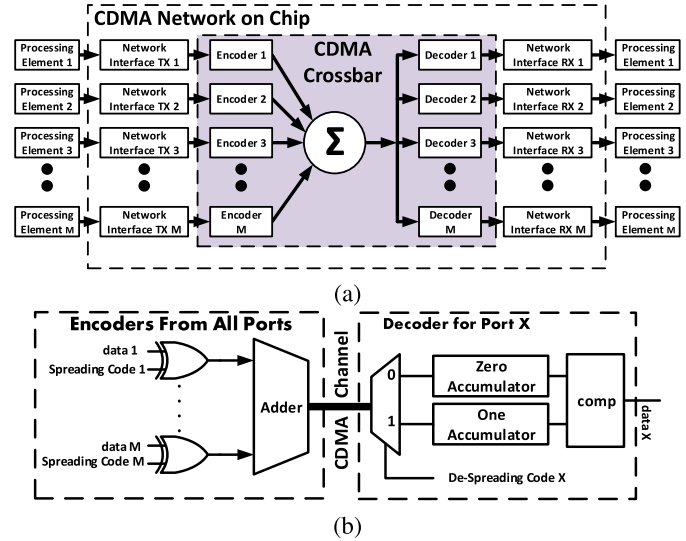 CDMA Network on Chip
Processing Element 1
Network Interface TX 1
Encoder 1
CDMA Crossbar
Decoder 1
Network Interface RX 1
Processing Element 1
Processing Element 2
Network Interface TX 2
Encoder 2
Decoder 2
Network Interface RX 2
Processing Element 2
Processing Element 3
Network Interface TX 3
Encoder 3
Σ
Decoder 3
Network Interface RX 3
Processing Element 3
Processing Element M
Network Interface TX M
Encoder M
Decoder M
Network Interface RX M
Processing Element M
(a)
Encoders From All Ports
data 1
Spreading Code 1
data M
Spreading Code M
Adder
CDMA Channel
Decoder for Port X
0
1
Zero Accumulator
One Accumulator
comp
data X
De-Spreading Code X
(b)